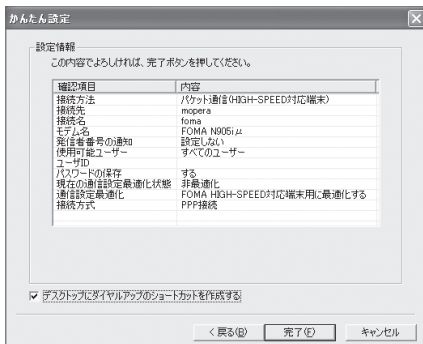 かんたん設定
設定情報
この内容でよろしければ、完了ボタンを押してください。
確認項目 内容
接続方法 パケット通信(HIGH-SPEED対応端末)
接続先 mopera
接続名 foma
モデム名 FOMA N905iμ
発信者番号の通知 設定しない
使用可能ユーザー すべてのユーザー
ユーザID
パスワードの保存 する
現在の通信設定最適化状態 非最適化
通信設定最適化 FOMA HIGH-SPEED対応端末用に最適化する
接続方式 PPP接続
デスクトップにダイヤルアップのショートカットを作成する
< 戻る(B) 完了(F) キャンセル